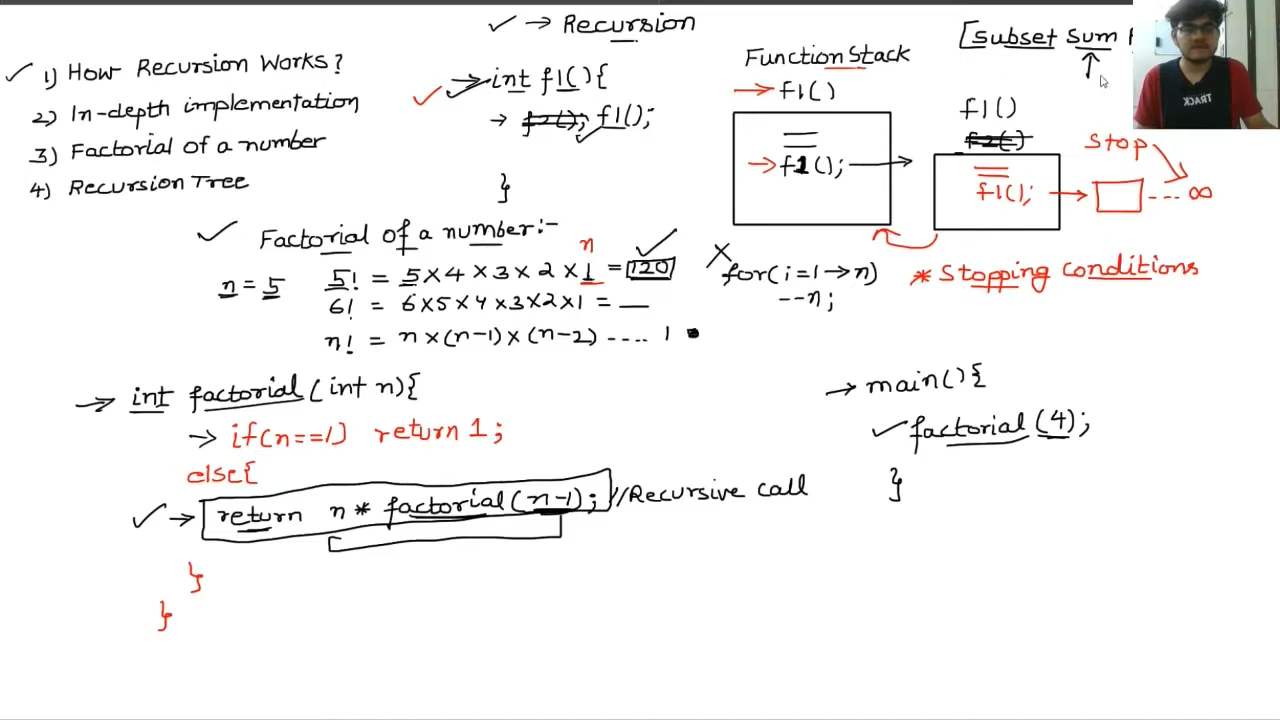 ✓ → Recursion
✓ 1) How Recursion Works?
2) In-depth implementation
3) Factorial of a number
4) Recursion Tree
✓ → int f1(){
→ f2(); f1();
}
Function Stack
→ f1()
→ f1(); →
[Subset Sum
f1()
f2()
f1(); → --- ∞
Stop
TRACK
* Stopping conditions
✓ Factorial of a number:-
n = 5
n
5! = 5 × 4 × 3 × 2 × 1 = 120 ✓
6! = 6×5×4×3×2×1 = __
n! = n × (n-1) × (n-2) .... 1
× for(i=1→n)
--n;
→ int factorial(int n){
→ if(n==1) return 1;
else{
✓ → return n * factorial(n-1); //Recursive call
}
}
→ main(){
✓ factorial(4);
}